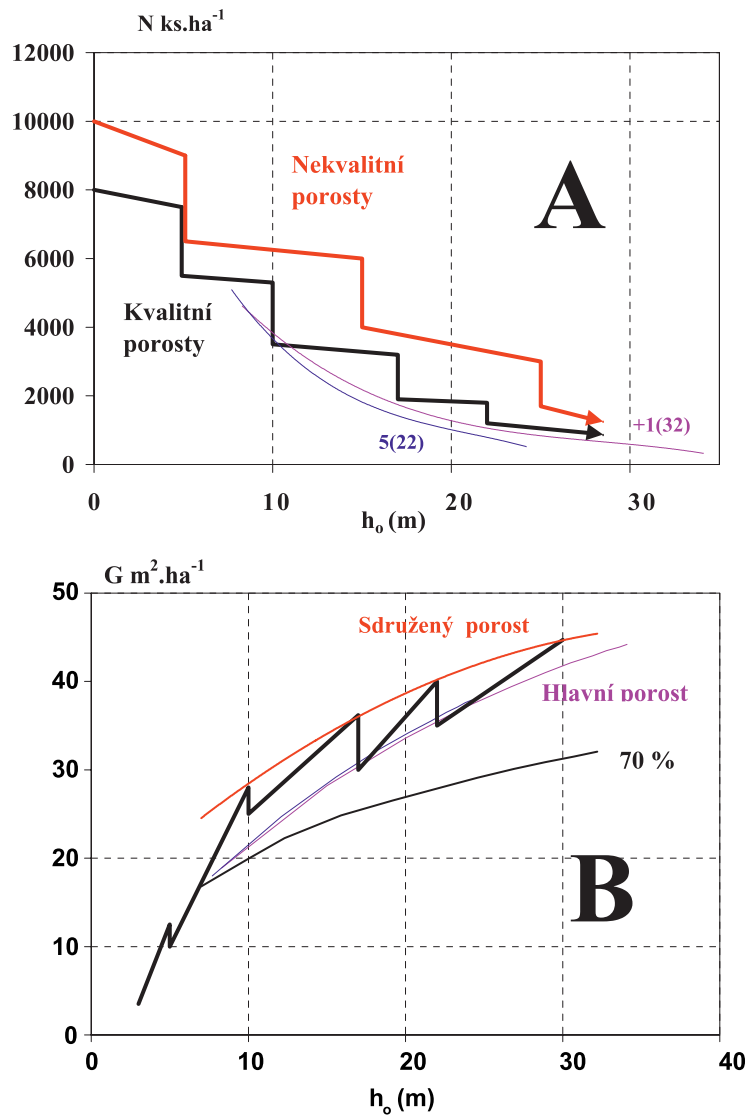 N ks.ha⁻¹
12000
10000
8000
6000
4000
2000
0
Nekvalitní
porosty
A
Kvalitní
porosty
5(22)
+1(32)
0 10 20 30
hₒ (m)
G m².ha⁻¹
50
40
30
20
10
0
Sdružený porost
Hlavní porost
70 %
B
0 10 20 30 40
hₒ (m)